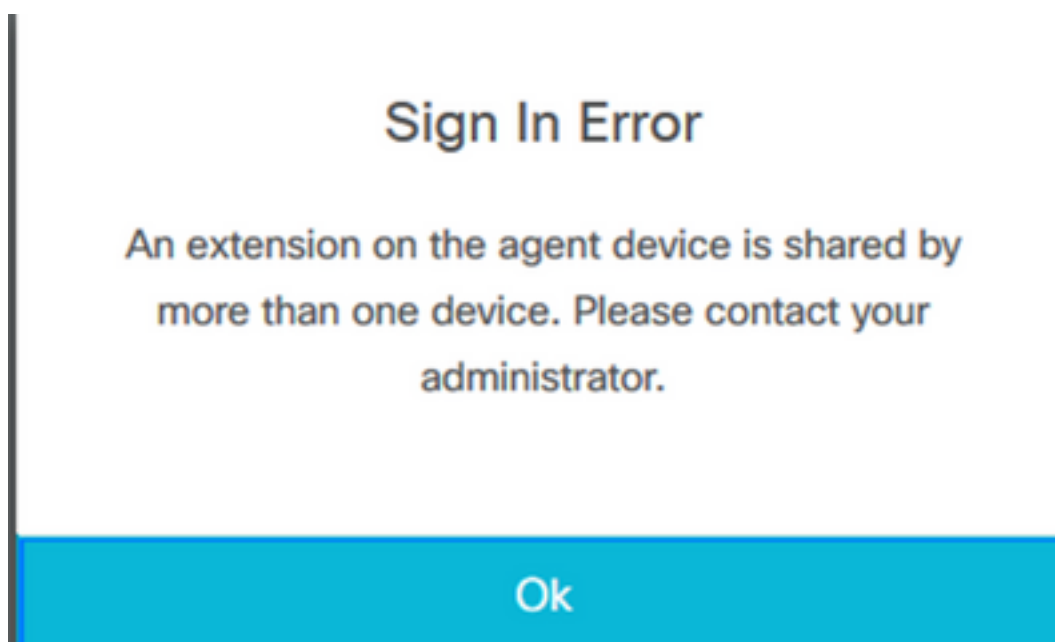 Sign In Error
An extension on the agent device is shared by
more than one device. Please contact your
administrator.
Ok